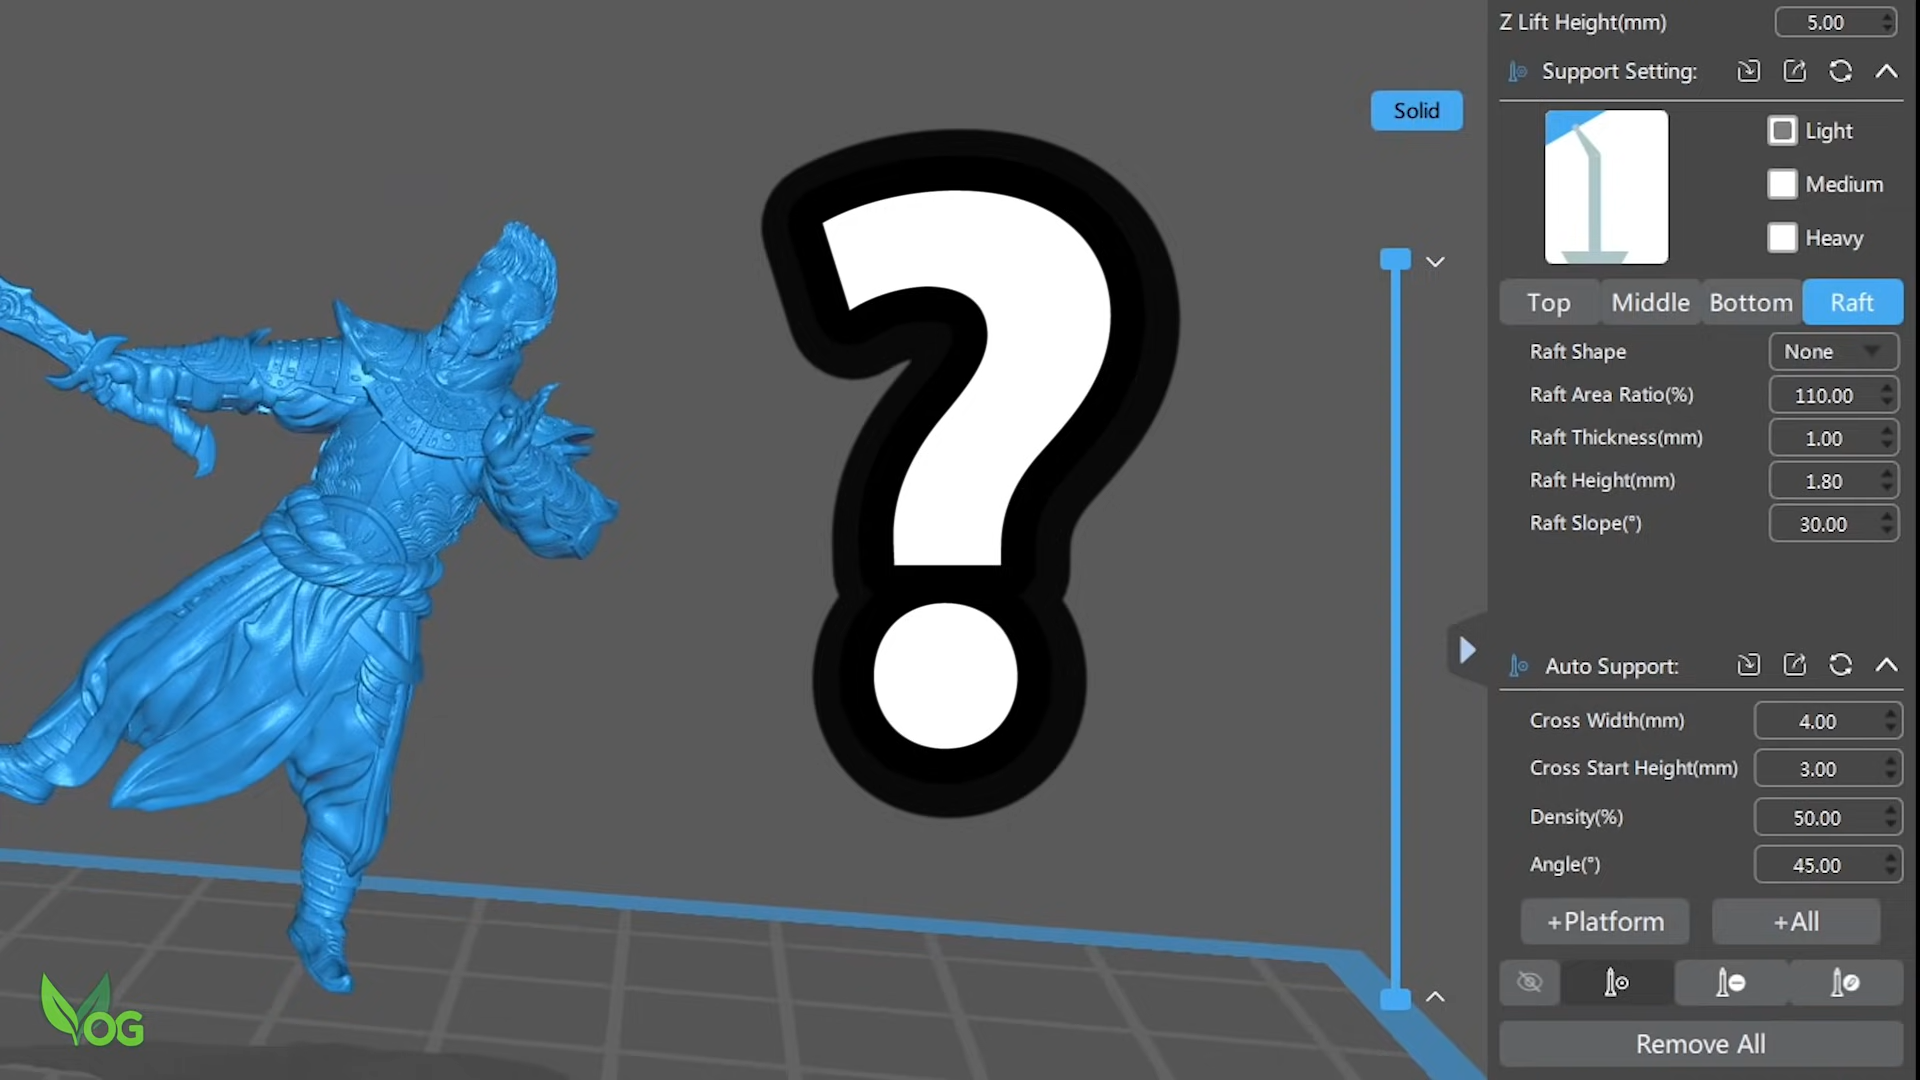 Z Lift Height(mm) 5.00
Support Setting:
Solid
Light
Medium
Heavy
Top Middle Bottom Raft
Raft Shape None
Raft Area Ratio(%) 110.00
Raft Thickness(mm) 1.00
Raft Height(mm) 1.80
Raft Slope(°) 30.00
?
Auto Support:
Cross Width(mm) 4.00
Cross Start Height(mm) 3.00
Density(%) 50.00
Angle(°) 45.00
+Platform +All
Remove All
VOG